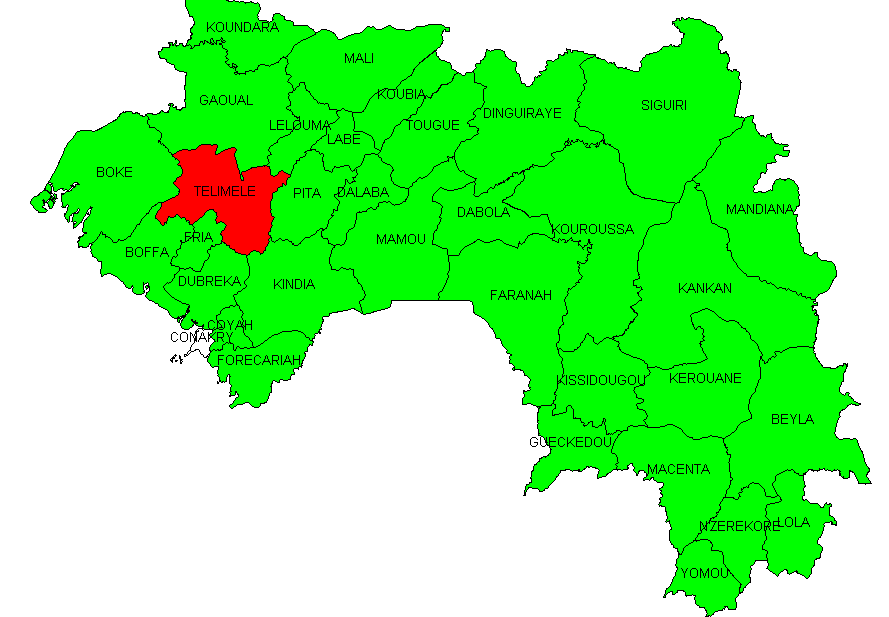 KOUNDARA
MALI
KOUBIA
GAOUAL
SIGUIRI
DINGUIRAYE
LELOUMA
TOUGUE
LABE
BOKE
TELIMELE
PITA
DALABA
DABOLA
MANDIANA
KOUROUSSA
FRIA
MAMOU
BOFFA
DUBREKA
KINDIA
KANKAN
FARANAH
COYAH
CONAKRY
FORECARIAH
KISSIDOUGOU
KEROUANE
BEYLA
GUECKEDOU
MACENTA
NZEREKORE
LOLA
YOMOU